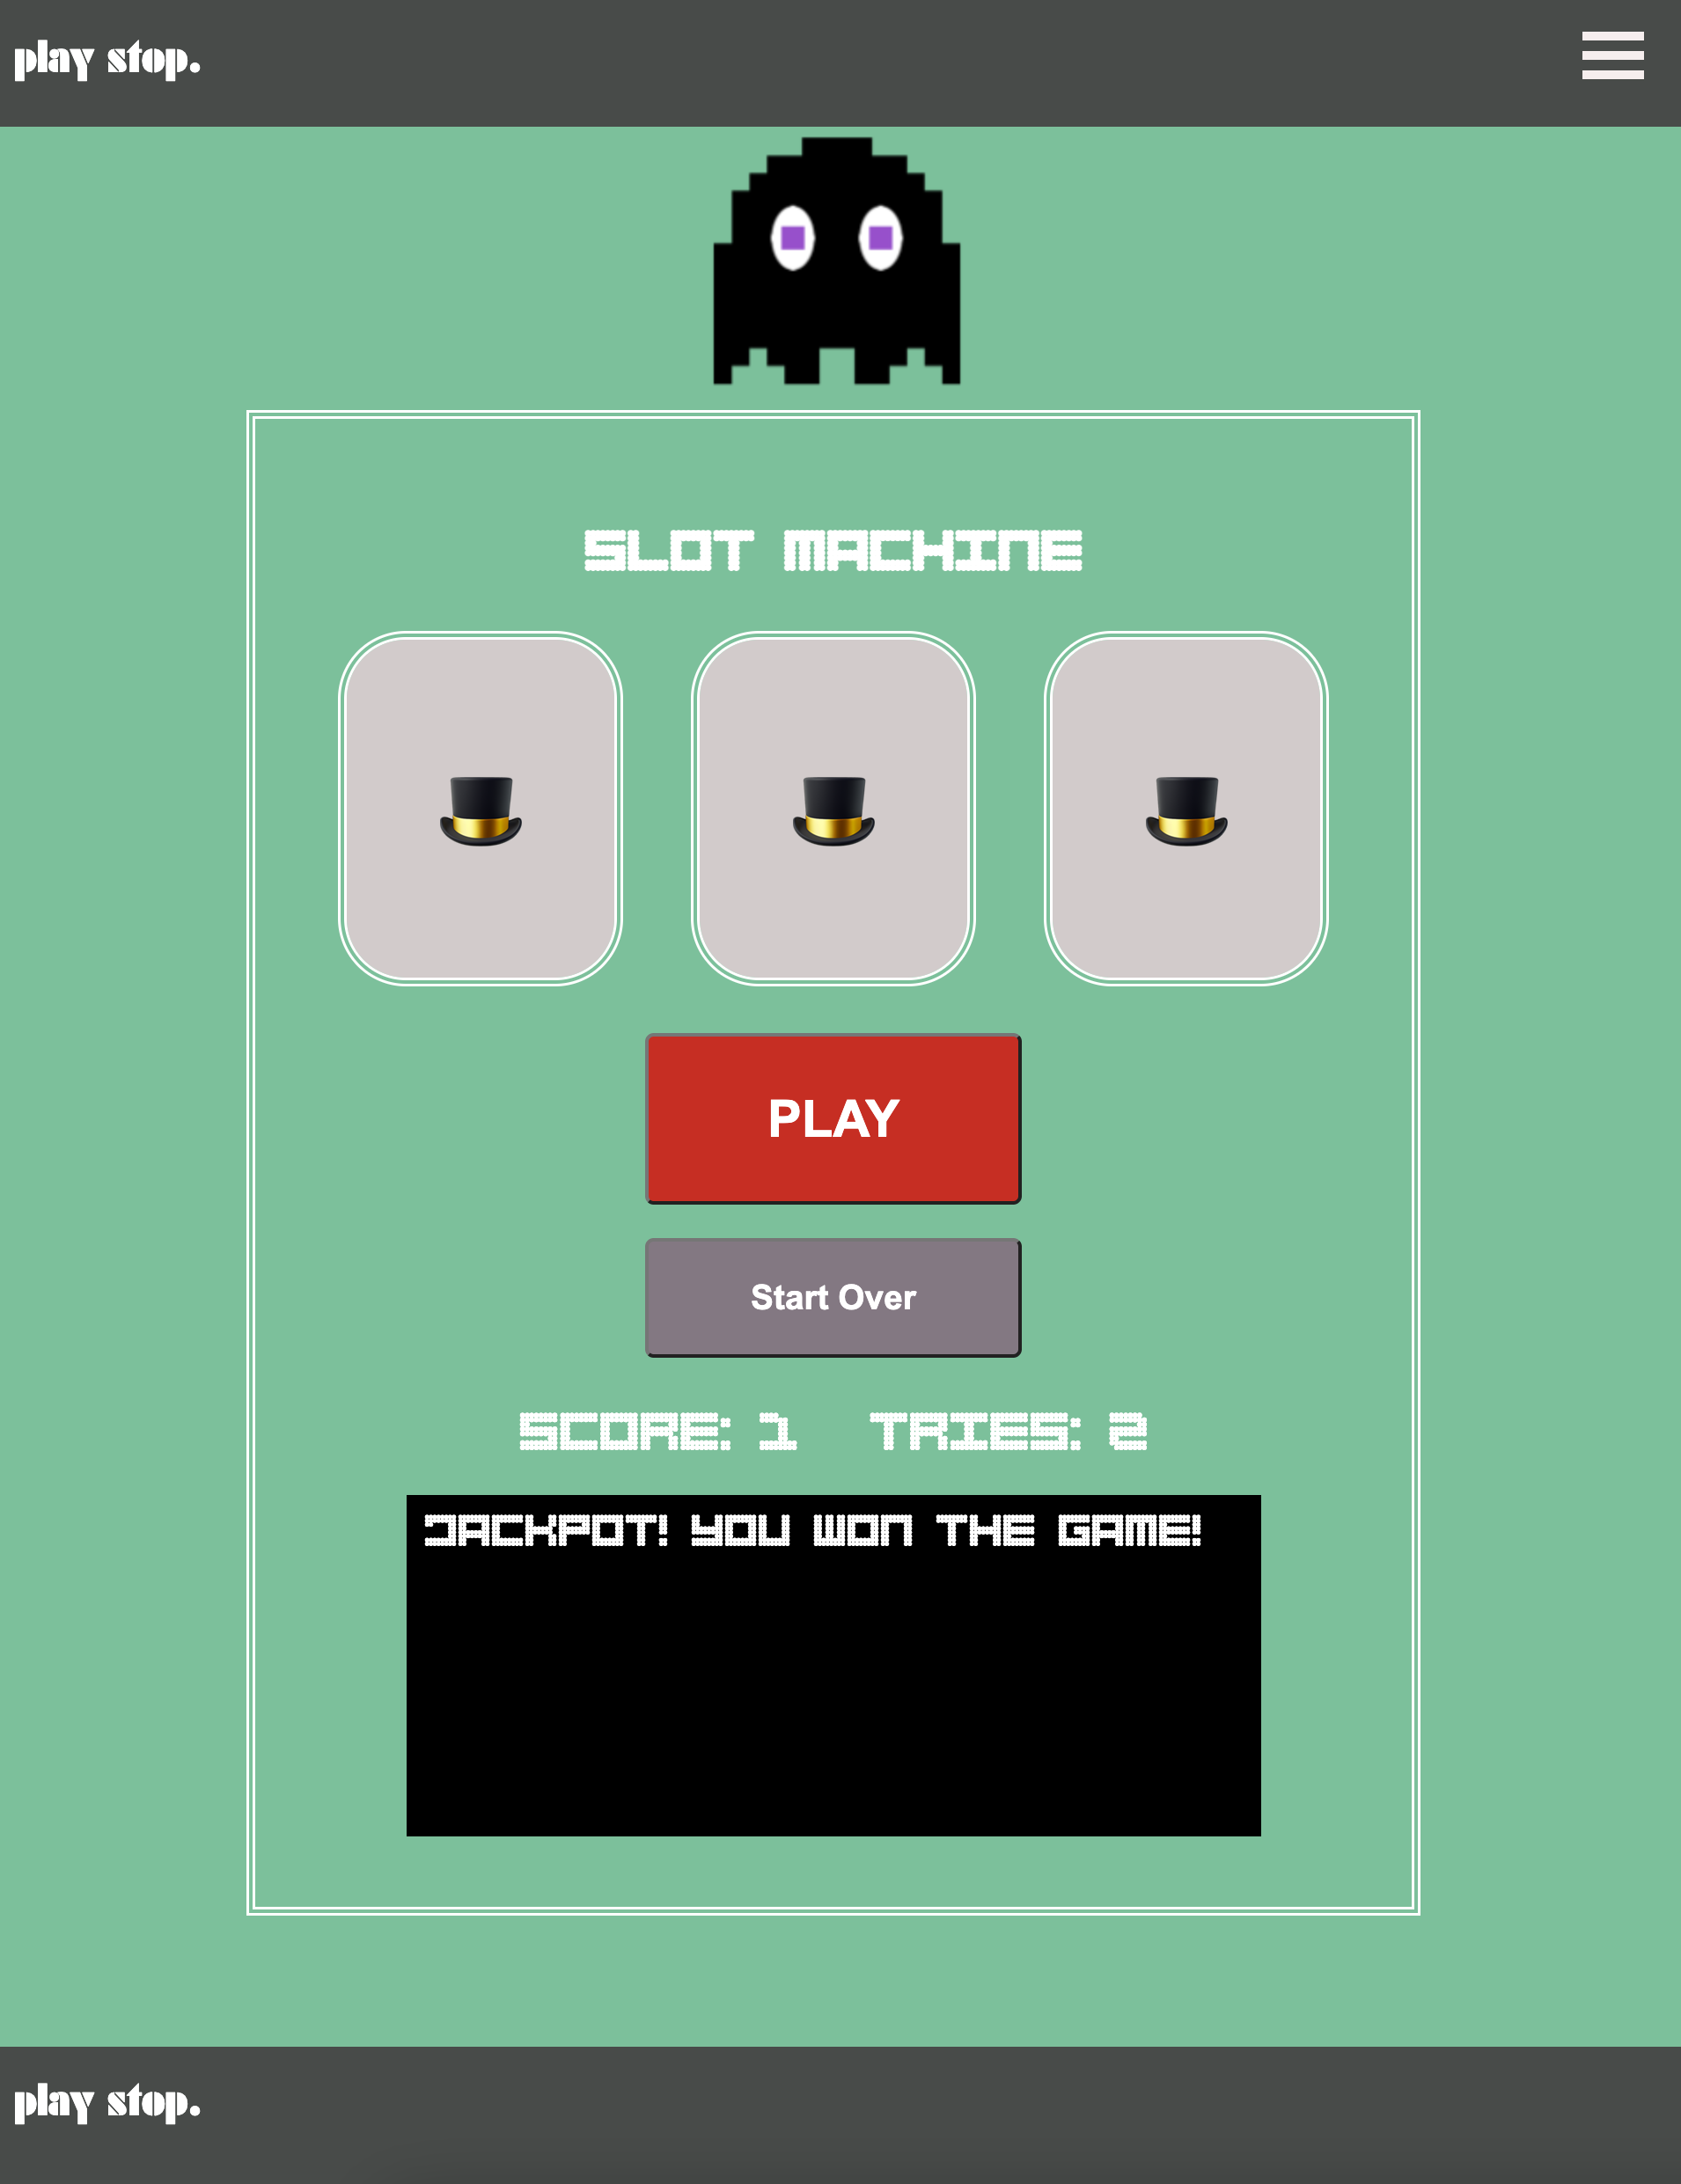 play stop.
SLOT MACHINE
PLAY
Start Over
SCORE: 1 TRIES: 2
JACKPOT! YOU WON THE GAME!
play stop.